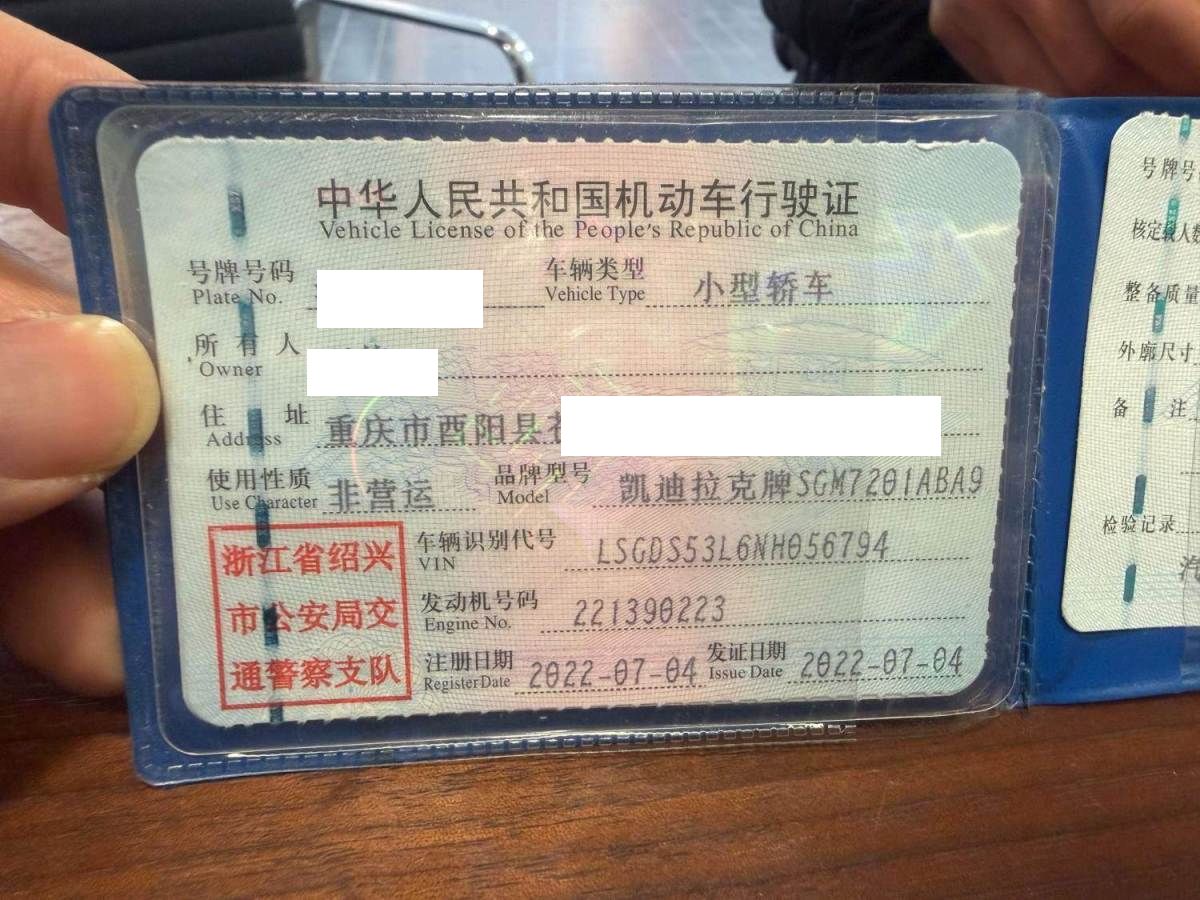 中华人民共和国机动车行驶证
Vehicle License of the People's Republic of China
号牌号码 车辆类型 小型轿车
Plate No. Vehicle Type
所有人
Owner
住址 重庆市酉阳县
Address
使用性质 非营运 品牌型号 凯迪拉克牌SGM7201ABA9
Use Character Model
车辆识别代号 LSGDS53L6NH056794
VIN
发动机号码 221390223
Engine No.
注册日期 2022-07-04 发证日期 2022-07-04
Register Date Issue Date
浙江省绍兴
市公安局交
通警察支队
号牌号
核定载人数
整备质量
外廓尺寸
备注
检验记录